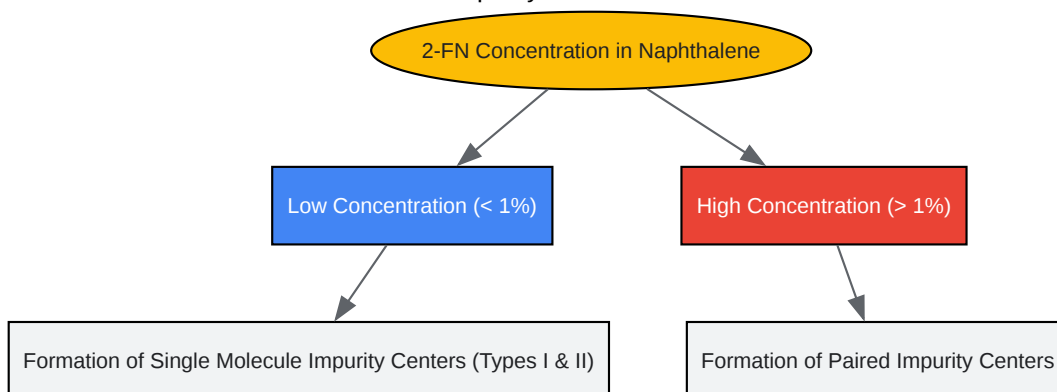 2-FN Concentration in Naphthalene
Low Concentration (< 1%)
High Concentration (> 1%)
Formation of Single Molecule Impurity Centers (Types I & II)
Formation of Paired Impurity Centers